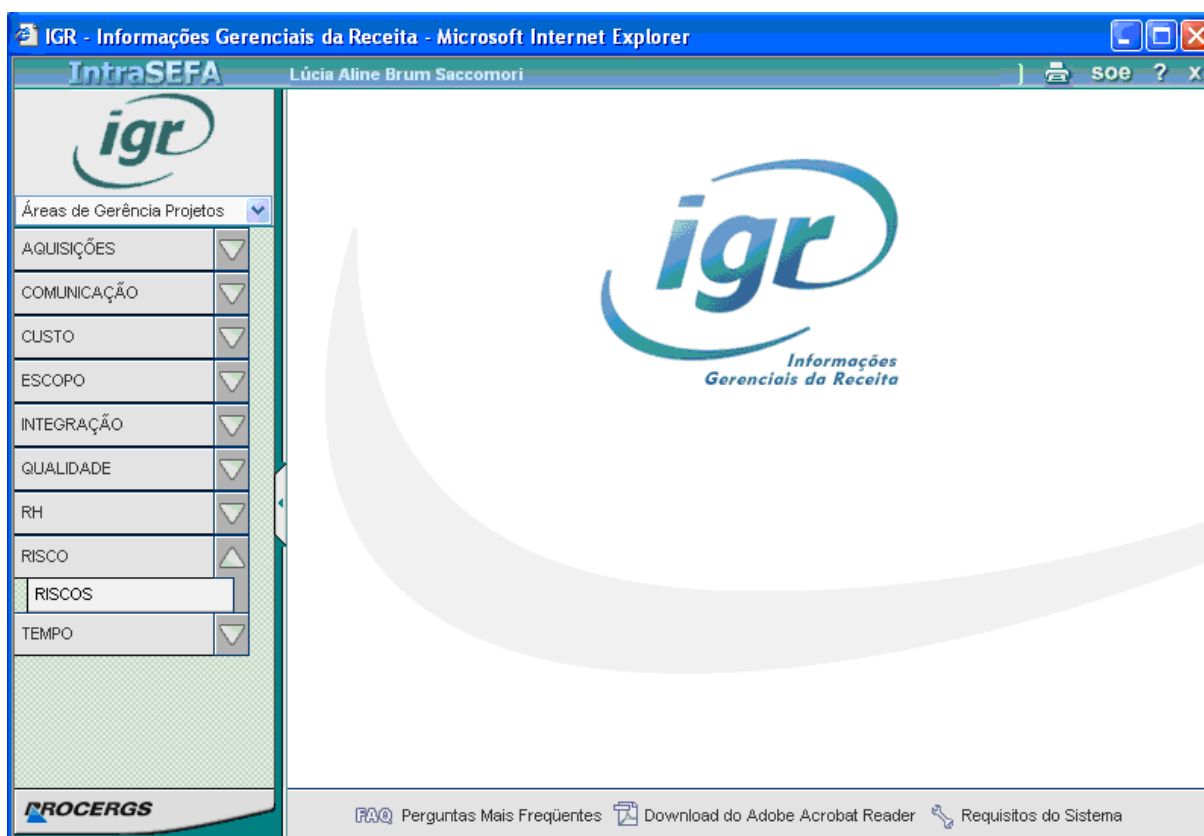 IGR - Informações Gerenciais da Receita - Microsoft Internet Explorer
IntraSEFA Lúcia Aline Brum Saccomori soe ? x
igr
Áreas de Gerência Projetos
AQUISIÇÕES
COMUNICAÇÃO
CUSTO
ESCOPO
INTEGRAÇÃO
QUALIDADE
RH
RISCO
RISCOS
TEMPO
igr
Informações
Gerenciais da Receita
PROCERGS
FAQ Perguntas Mais Freqüentes Download do Adobe Acrobat Reader Requisitos do Sistema